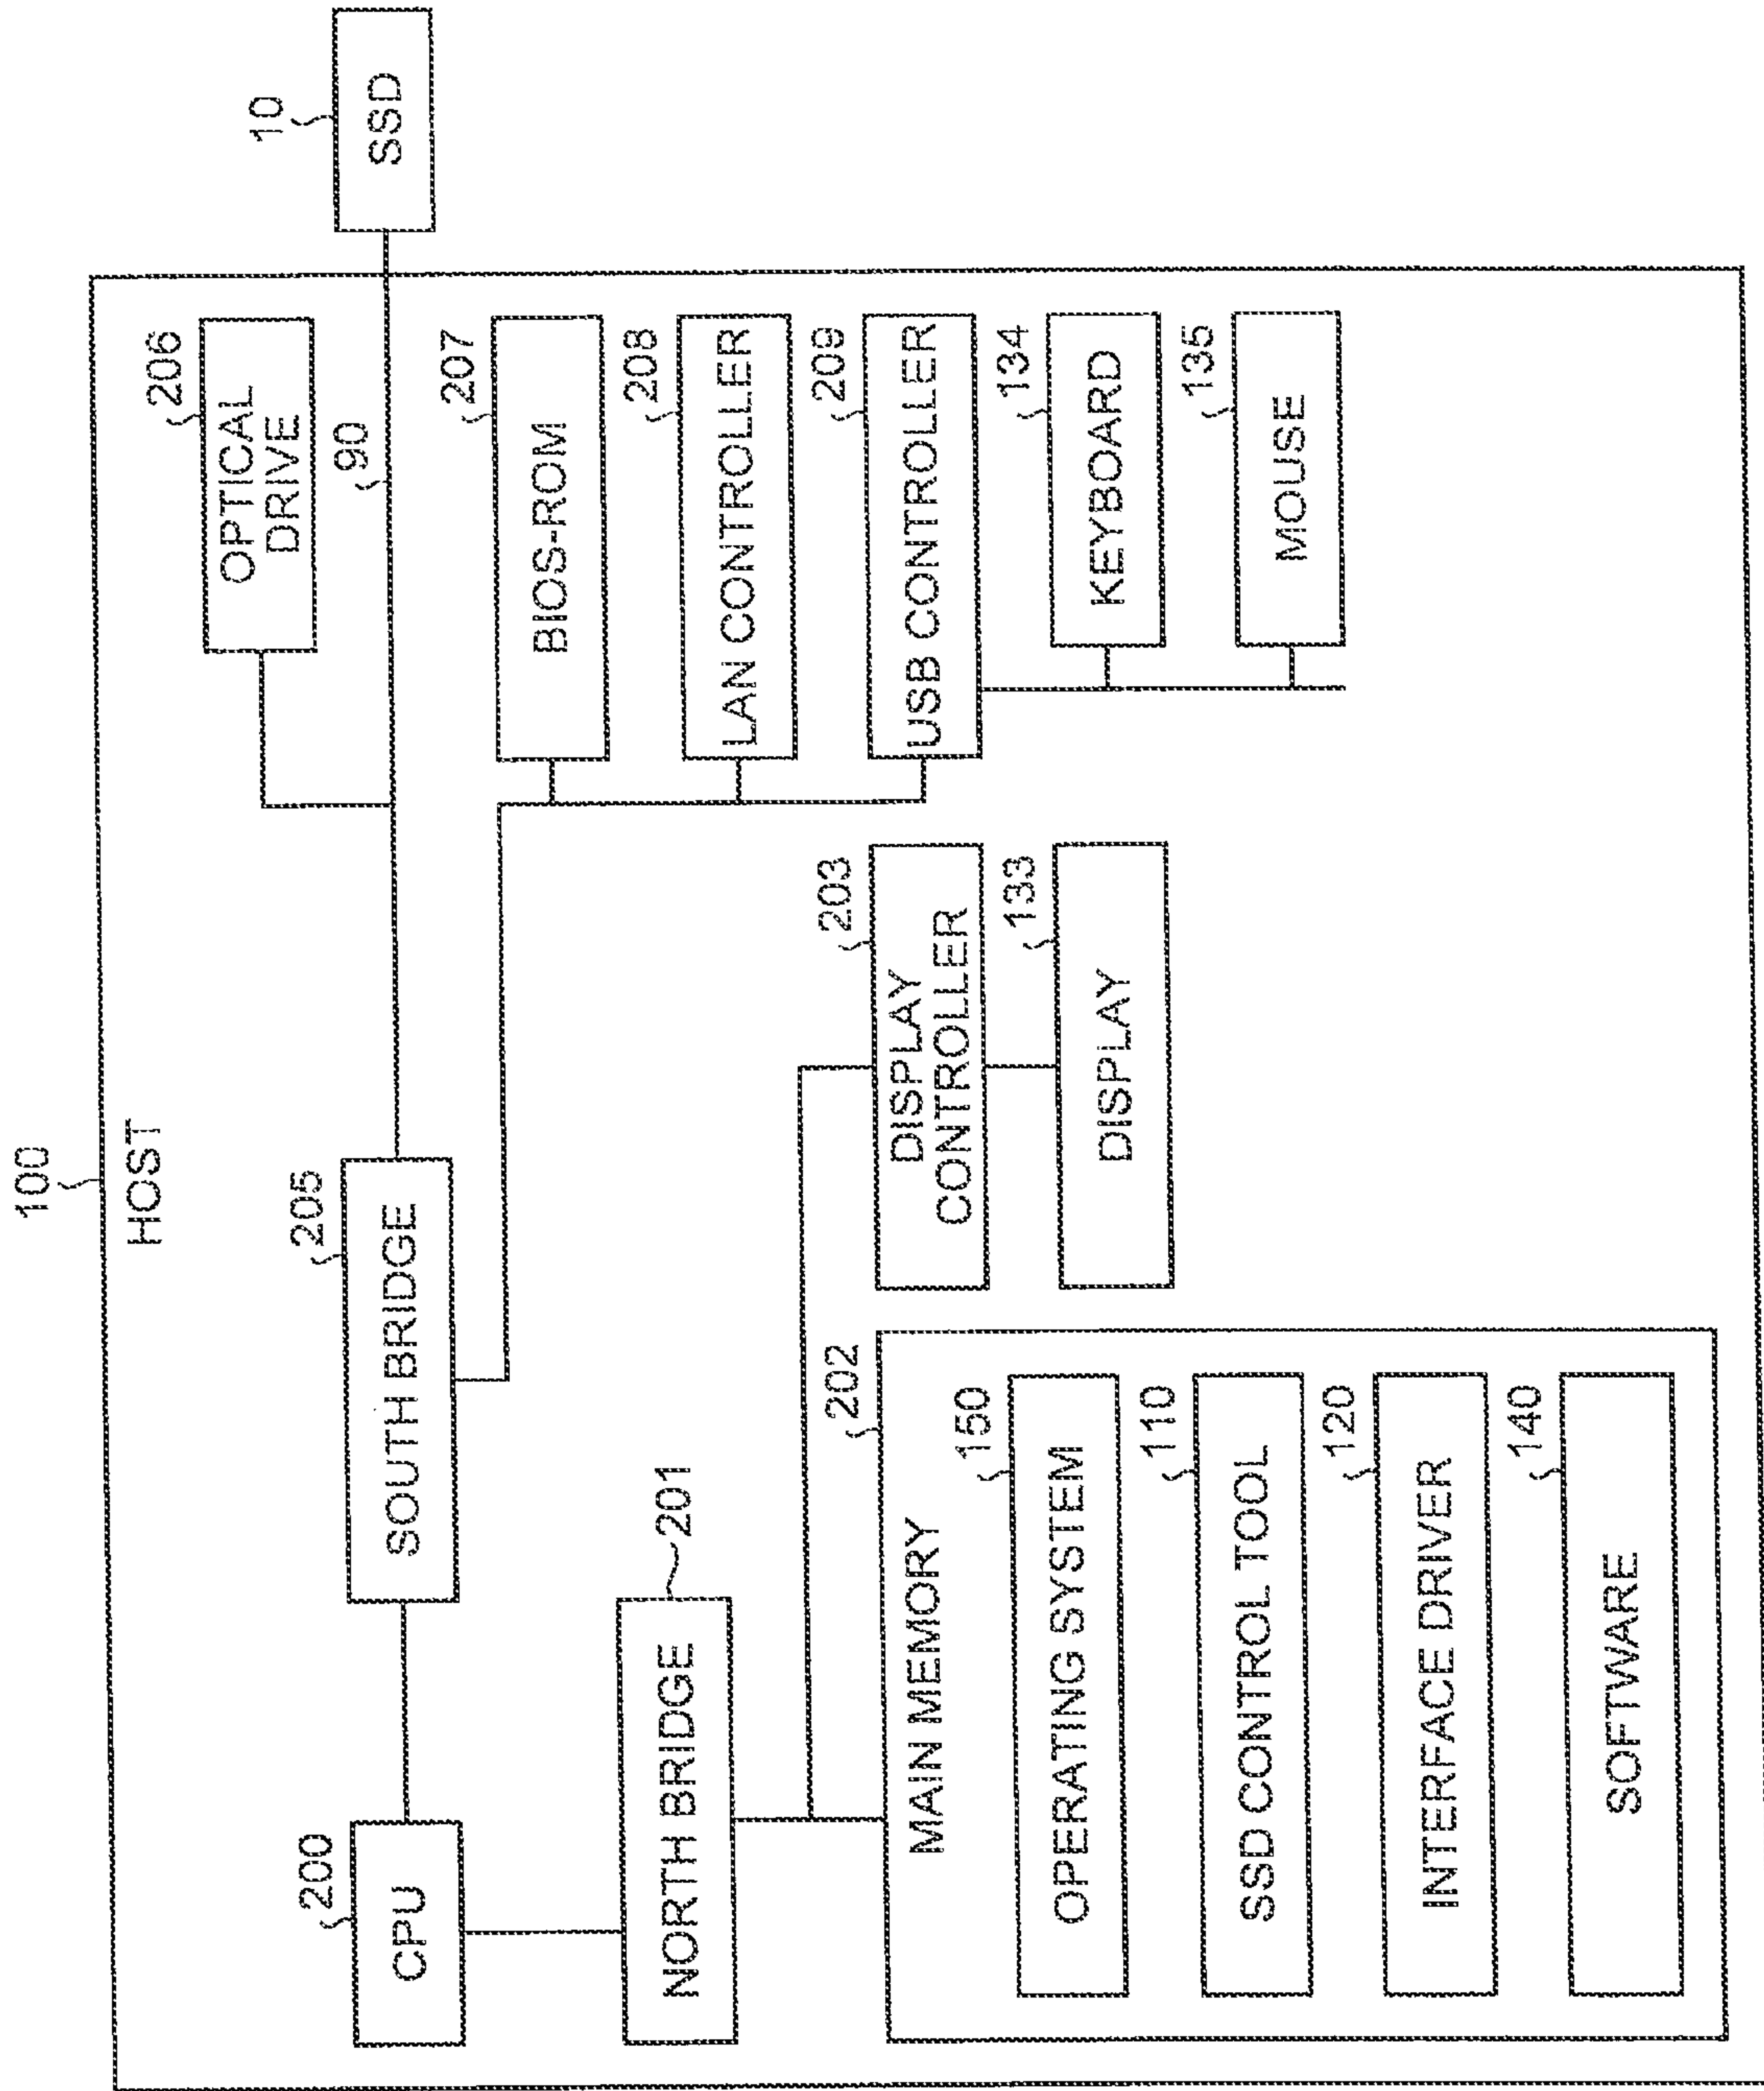 100
HOST
200
CPU
205
SOUTH BRIDGE
206
OPTICAL
DRIVE
90
10
SSD
NORTH BRIDGE
201
207
BIOS-ROM
208
LAN CONTROLLER
209
USB CONTROLLER
134
KEYBOARD
135
MOUSE
203
DISPLAY
CONTROLLER
133
DISPLAY
202
MAIN MEMORY
150
OPERATING SYSTEM
110
SSD CONTROL TOOL
120
INTERFACE DRIVER
140
SOFTWARE